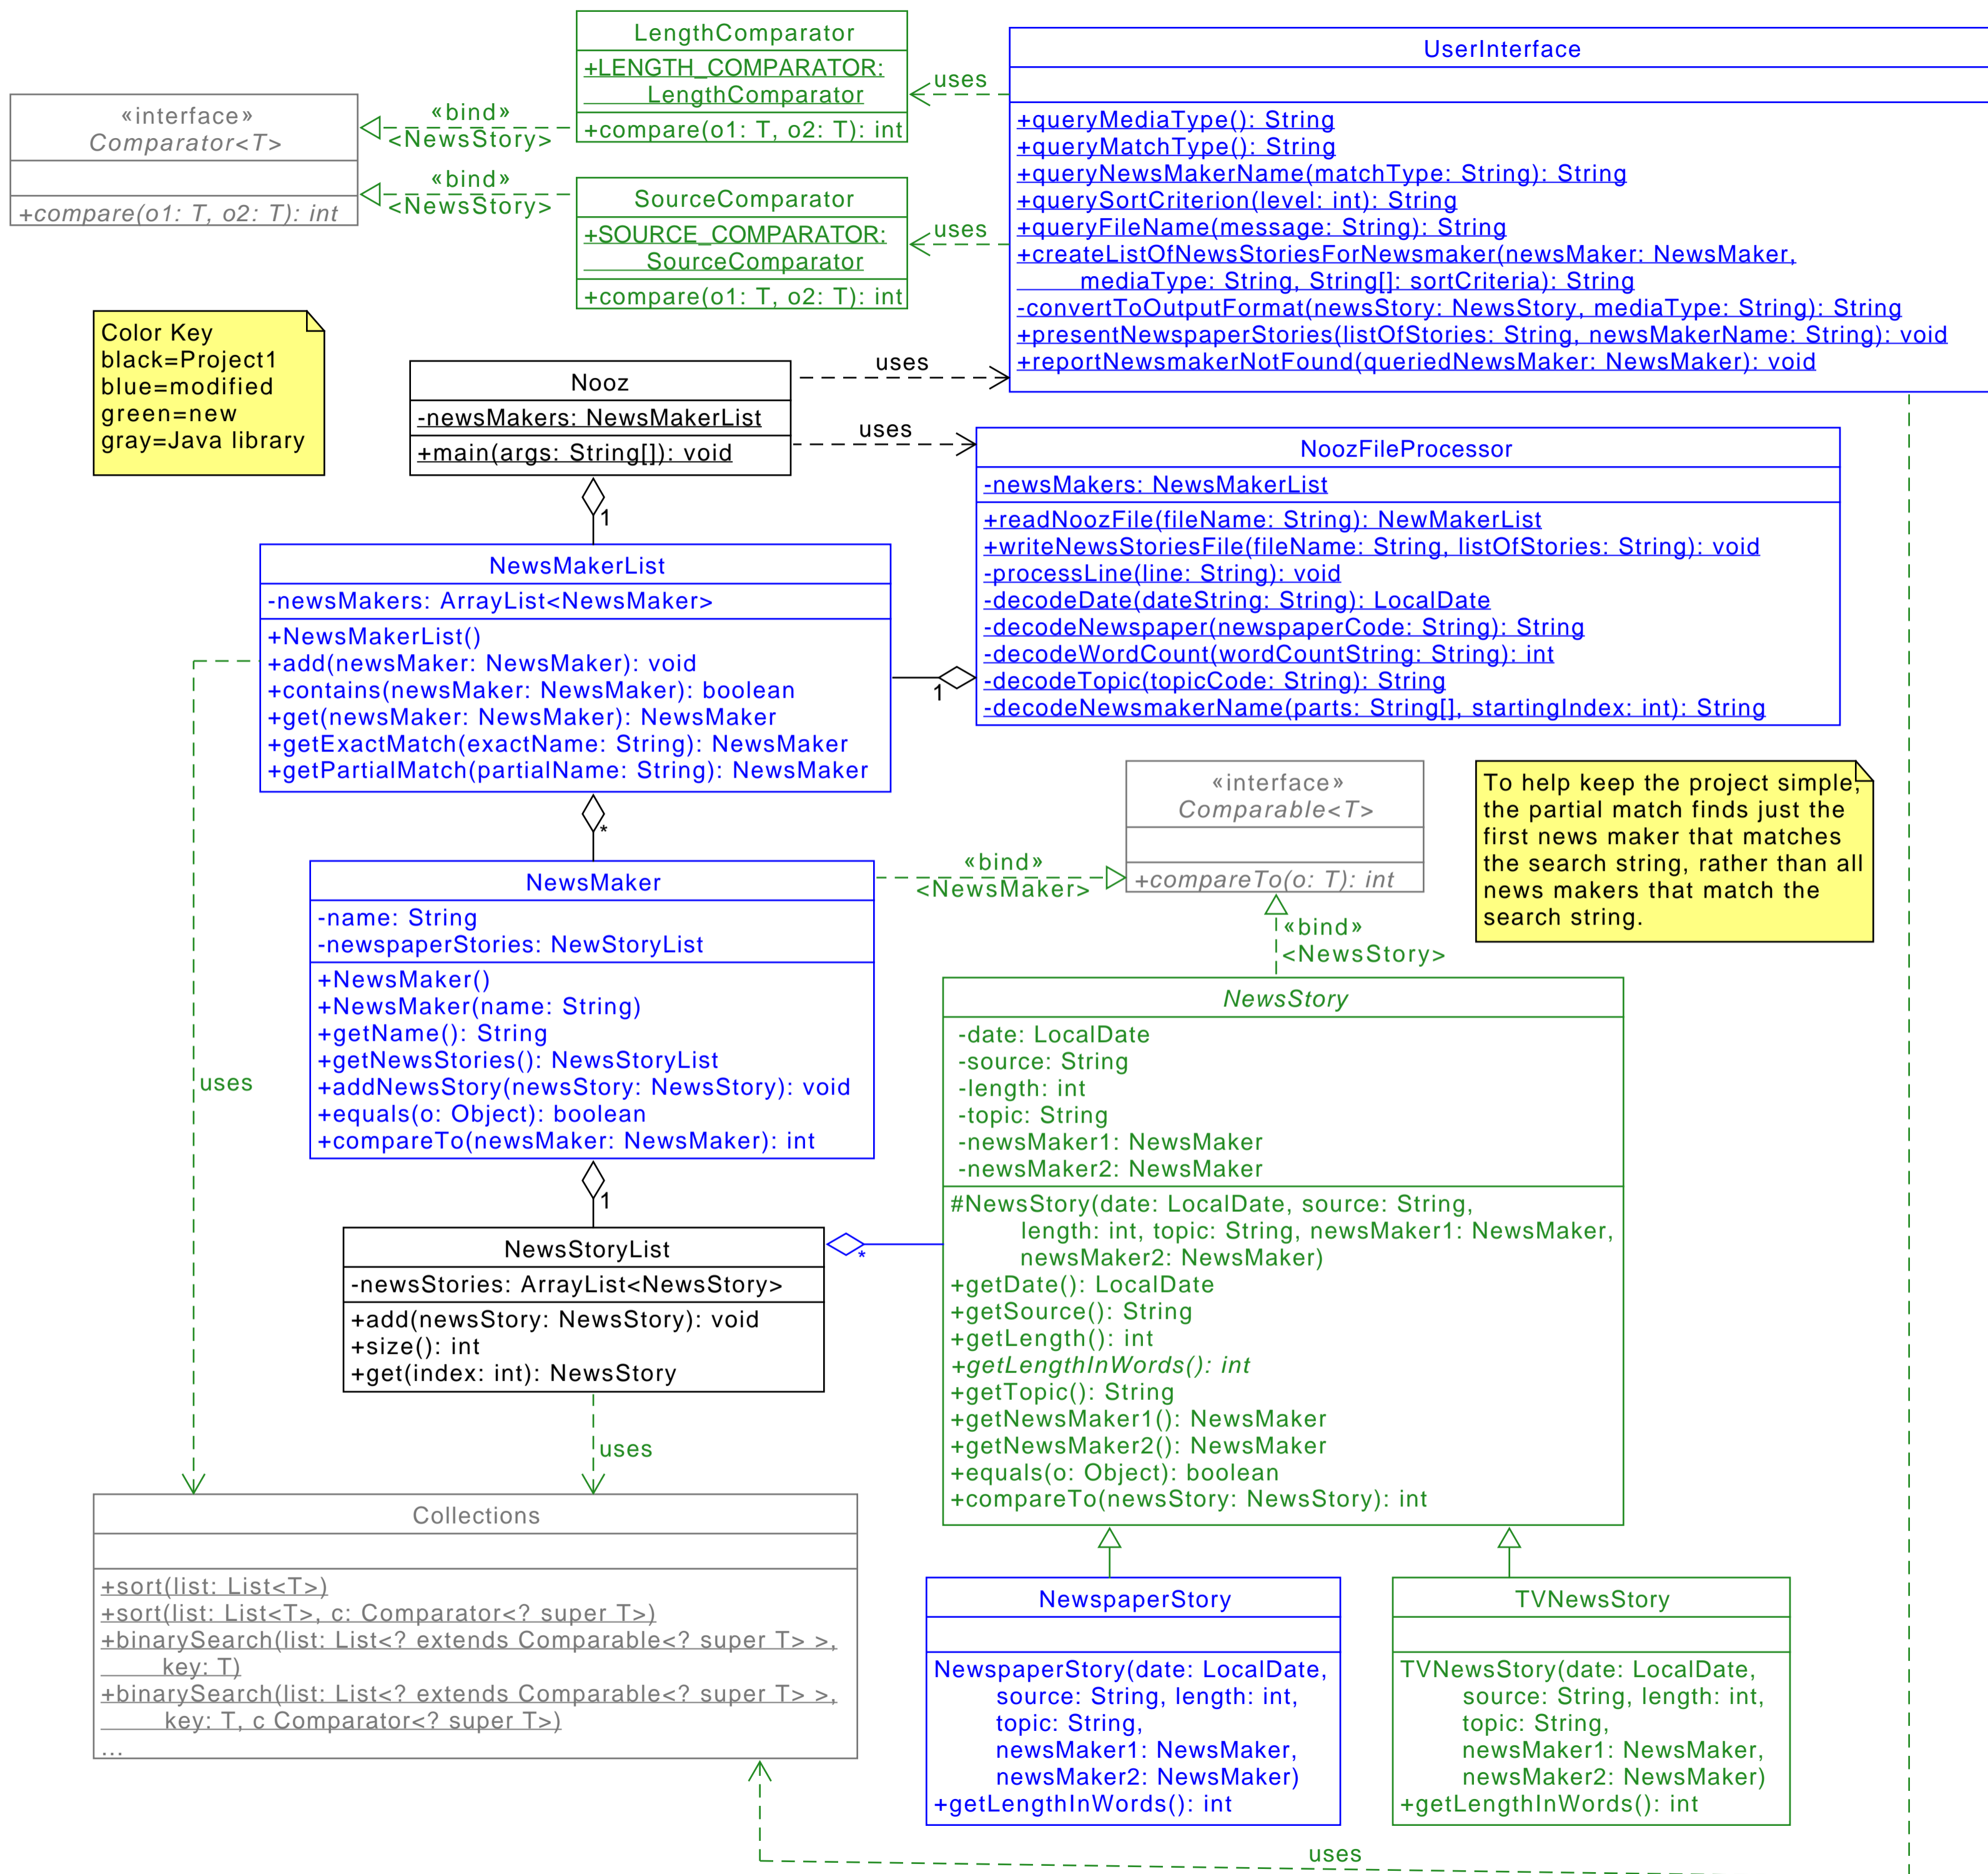 LengthComparator
+LENGTH_COMPARATOR:
LengthComparator
+compare(o1: T, o2: T): int
«interface»
Comparator<T>
+compare(o1: T, o2: T): int
«bind»
<NewsStory>
«bind»
<NewsStory>
SourceComparator
+SOURCE_COMPARATOR:
SourceComparator
+compare(o1: T, o2: T): int
uses
uses
UserInterface
+queryMediaType(): String
+queryMatchType(): String
+queryNewsMakerName(matchType: String): String
+querySortCriterion(level: int): String
+queryFileName(message: String): String
+createListOfNewsStoriesForNewsmaker(newsMaker: NewsMaker,
mediaType: String, String[]: sortCriteria): String
-convertToOutputFormat(newsStory: NewsStory, mediaType: String): String
+presentNewspaperStories(listOfStories: String, newsMakerName: String): void
+reportNewsmakerNotFound(queriedNewsMaker: NewsMaker): void
Color Key
black=Project1
blue=modified
green=new
gray=Java library
Nooz
-newsMakers: NewsMakerList
+main(args: String[]): void
uses
uses
1
NoozFileProcessor
-newsMakers: NewsMakerList
+readNoozFile(fileName: String): NewMakerList
+writeNewsStoriesFile(fileName: String, listOfStories: String): void
-processLine(line: String): void
-decodeDate(dateString: String): LocalDate
-decodeNewspaper(newspaperCode: String): String
-decodeWordCount(wordCountString: String): int
-decodeTopic(topicCode: String): String
-decodeNewsmakerName(parts: String[], startingIndex: int): String
NewsMakerList
-newsMakers: ArrayList<NewsMaker>
+NewsMakerList()
+add(newsMaker: NewsMaker): void
+contains(newsMaker: NewsMaker): boolean
+get(newsMaker: NewsMaker): NewsMaker
+getExactMatch(exactName: String): NewsMaker
+getPartialMatch(partialName: String): NewsMaker
1
*
«interface»
Comparable<T>
+compareTo(o: T): int
To help keep the project simple,
the partial match finds just the
first news maker that matches
the search string, rather than all
news makers that match the
search string.
NewsMaker
-name: String
-newspaperStories: NewStoryList
+NewsMaker()
+NewsMaker(name: String)
+getName(): String
+getNewsStories(): NewsStoryList
+addNewsStory(newsStory: NewsStory): void
+equals(o: Object): boolean
+compareTo(newsMaker: NewsMaker): int
«bind»
<NewsMaker>
«bind»
<NewsStory>
uses
1
NewsStory
-date: LocalDate
-source: String
-length: int
-topic: String
-newsMaker1: NewsMaker
-newsMaker2: NewsMaker
#NewsStory(date: LocalDate, source: String,
length: int, topic: String, newsMaker1: NewsMaker,
newsMaker2: NewsMaker)
+getDate(): LocalDate
+getSource(): String
+getLength(): int
+getLengthInWords(): int
+getTopic(): String
+getNewsMaker1(): NewsMaker
+getNewsMaker2(): NewsMaker
+equals(o: Object): boolean
+compareTo(newsStory: NewsStory): int
NewsStoryList
-newsStories: ArrayList<NewsStory>
+add(newsStory: NewsStory): void
+size(): int
+get(index: int): NewsStory
*
uses
Collections
+sort(list: List<T>)
+sort(list: List<T>, c: Comparator<? super T>)
+binarySearch(list: List<? extends Comparable<? super T> >,
key: T)
+binarySearch(list: List<? extends Comparable<? super T> >,
key: T, c Comparator<? super T>)
...
NewspaperStory
NewspaperStory(date: LocalDate,
source: String, length: int,
topic: String,
newsMaker1: NewsMaker,
newsMaker2: NewsMaker)
+getLengthInWords(): int
TVNewsStory
TVNewsStory(date: LocalDate,
source: String, length: int,
topic: String,
newsMaker1: NewsMaker,
newsMaker2: NewsMaker)
+getLengthInWords(): int
uses